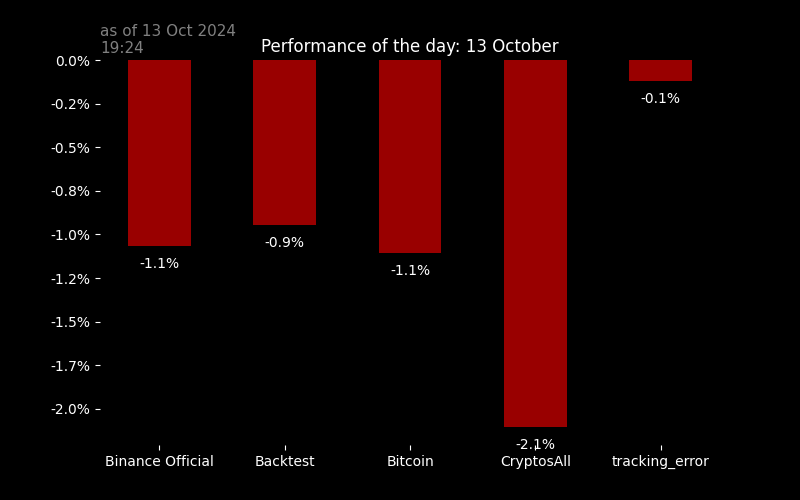 as of 13 Oct 2024
19:24
Performance of the day: 13 October
0.0%
-0.2%
-0.5%
-0.8%
-1.0%
-1.2%
-1.5%
-1.7%
-2.0%
-1.1%
-0.9%
-1.1%
-2.1%
-0.1%
Binance Official
Backtest
Bitcoin
CryptosAll
tracking_error